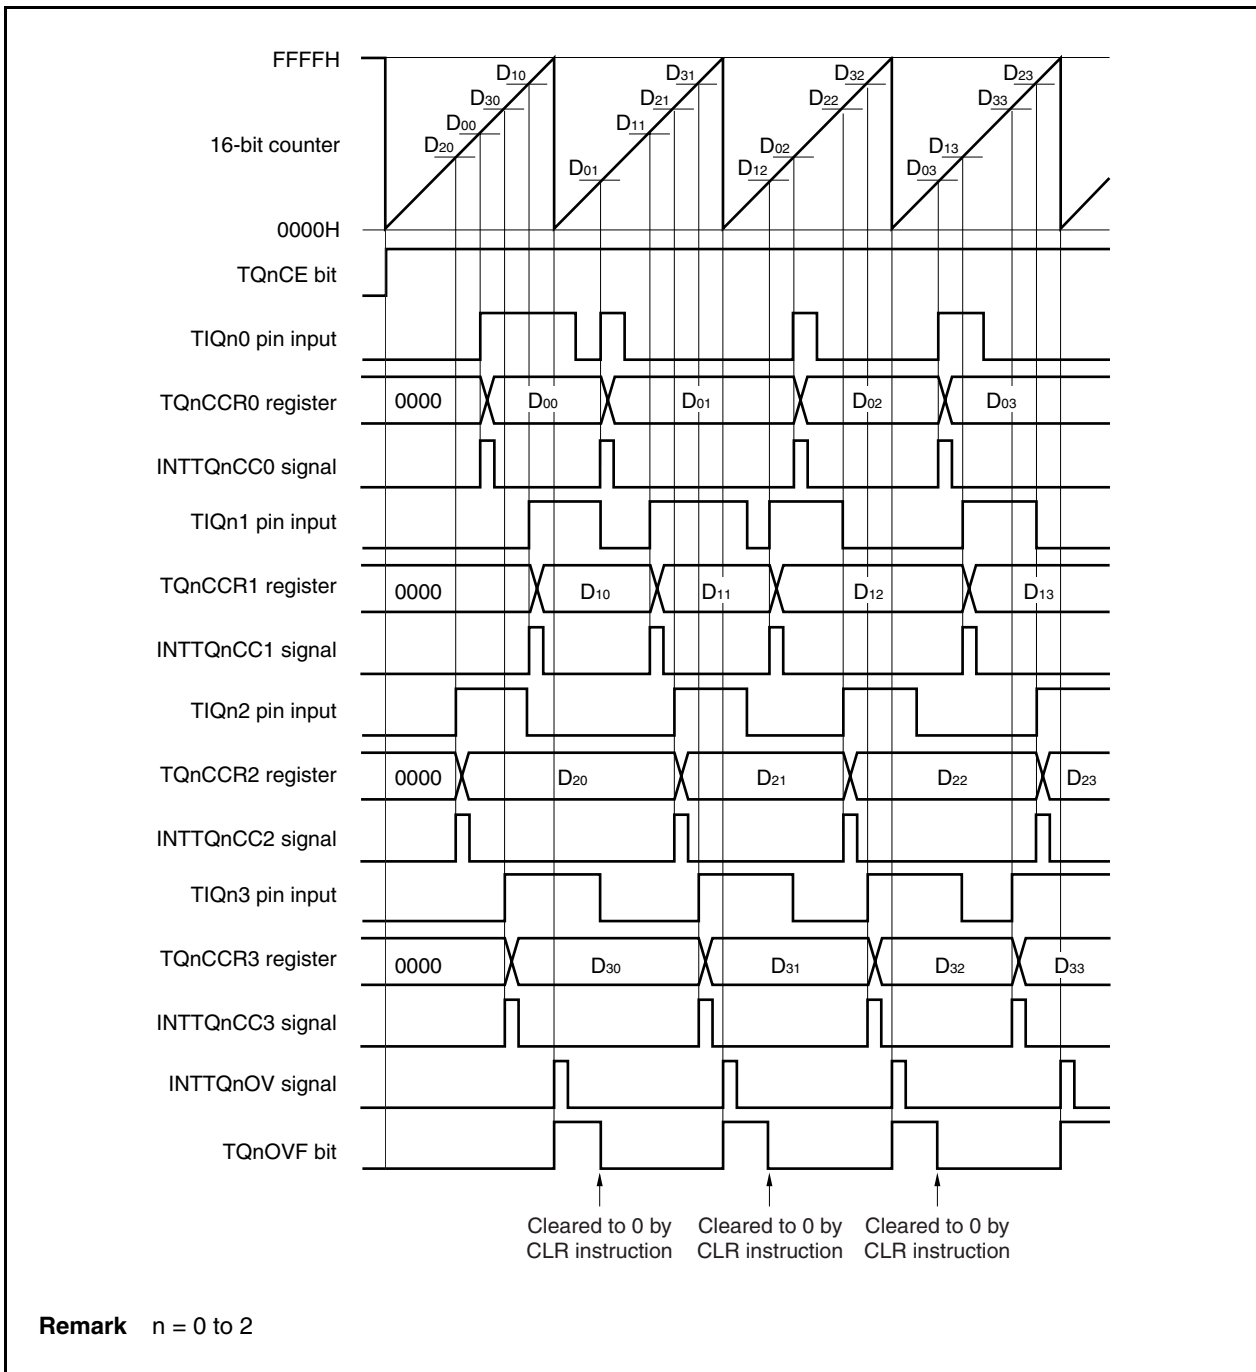 FFFFH
D10
D31
D32
D23
D30
D21
D22
D33
D00
D11
16-bit counter
D20
D02
D13
D01
D12
D03
0000H
TQnCE bit
TIQn0 pin input
TQnCCR0 register 0000 D00 D01 D02 D03
INTTQnCC0 signal
TIQn1 pin input
TQnCCR1 register 0000 D10 D11 D12 D13
INTTQnCC1 signal
TIQn2 pin input
TQnCCR2 register 0000 D20 D21 D22 D23
INTTQnCC2 signal
TIQn3 pin input
TQnCCR3 register 0000 D30 D31 D32 D33
INTTQnCC3 signal
INTTQnOV signal
TQnOVF bit
Cleared to 0 by
CLR instruction
Cleared to 0 by
CLR instruction
Cleared to 0 by
CLR instruction
Remark n = 0 to 2